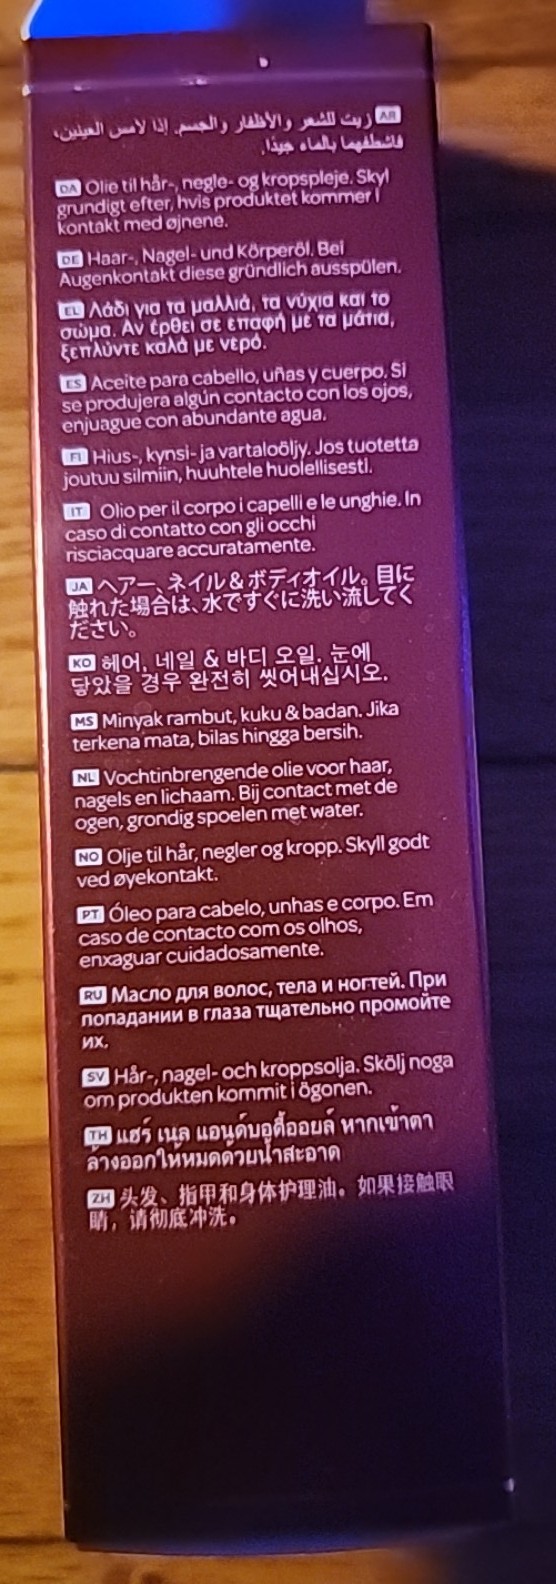 AR زيت للشعر والأظفار والجسم. إذا لامس العينين،
فاشطفهما بالماء جيدًا.
DA Olie til hår-, negle- og kropspleje. Skyl
grundigt efter, hvis produktet kommer i
kontakt med øjnene.
DE Haar-, Nagel- und Körperöl. Bei
Augenkontakt diese gründlich ausspülen.
EL Λάδι για τα μαλλιά, τα νύχια και το
σώμα. Αν έρθει σε επαφή με τα μάτια,
ξεπλύντε καλά με νερό.
ES Aceite para cabello, uñas y cuerpo. Si
se produjera algún contacto con los ojos,
enjuague con abundante agua.
FI Hius-, kynsi- ja vartaloöljy. Jos tuotetta
joutuu silmiin, huuhtele huolellisesti.
IT Olio per il corpo i capelli e le unghie. In
caso di contatto con gli occhi
risciacquare accuratamente.
JA ヘアー、ネイル&ボディオイル。目に
触れた場合は、水ですぐに洗い流してく
ださい。
KO 헤어, 네일 & 바디 오일. 눈에
닿았을 경우 완전히 씻어내십시오.
MS Minyak rambut, kuku & badan. Jika
terkena mata, bilas hingga bersih.
NL Vochtinbrengende olie voor haar,
nagels en lichaam. Bij contact met de
ogen, grondig spoelen met water.
NO Olje til hår, negler og kropp. Skyll godt
ved øyekontakt.
PT Óleo para cabelo, unhas e corpo. Em
caso de contacto com os olhos,
enxaguar cuidadosamente.
RU Масло для волос, тела и ногтей. При
попадании в глаза тщательно промойте
их.
SV Hår-, nagel- och kroppsolja. Skölj noga
om produkten kommit i ögonen.
TH แฮร์ เนล แอนด์บอดี้ออยล์ หากเข้าตา
ล้างออกให้หมดด้วยน้ำสะอาด
ZH 头发、指甲和身体护理油。如果接触眼
睛，请彻底冲洗。